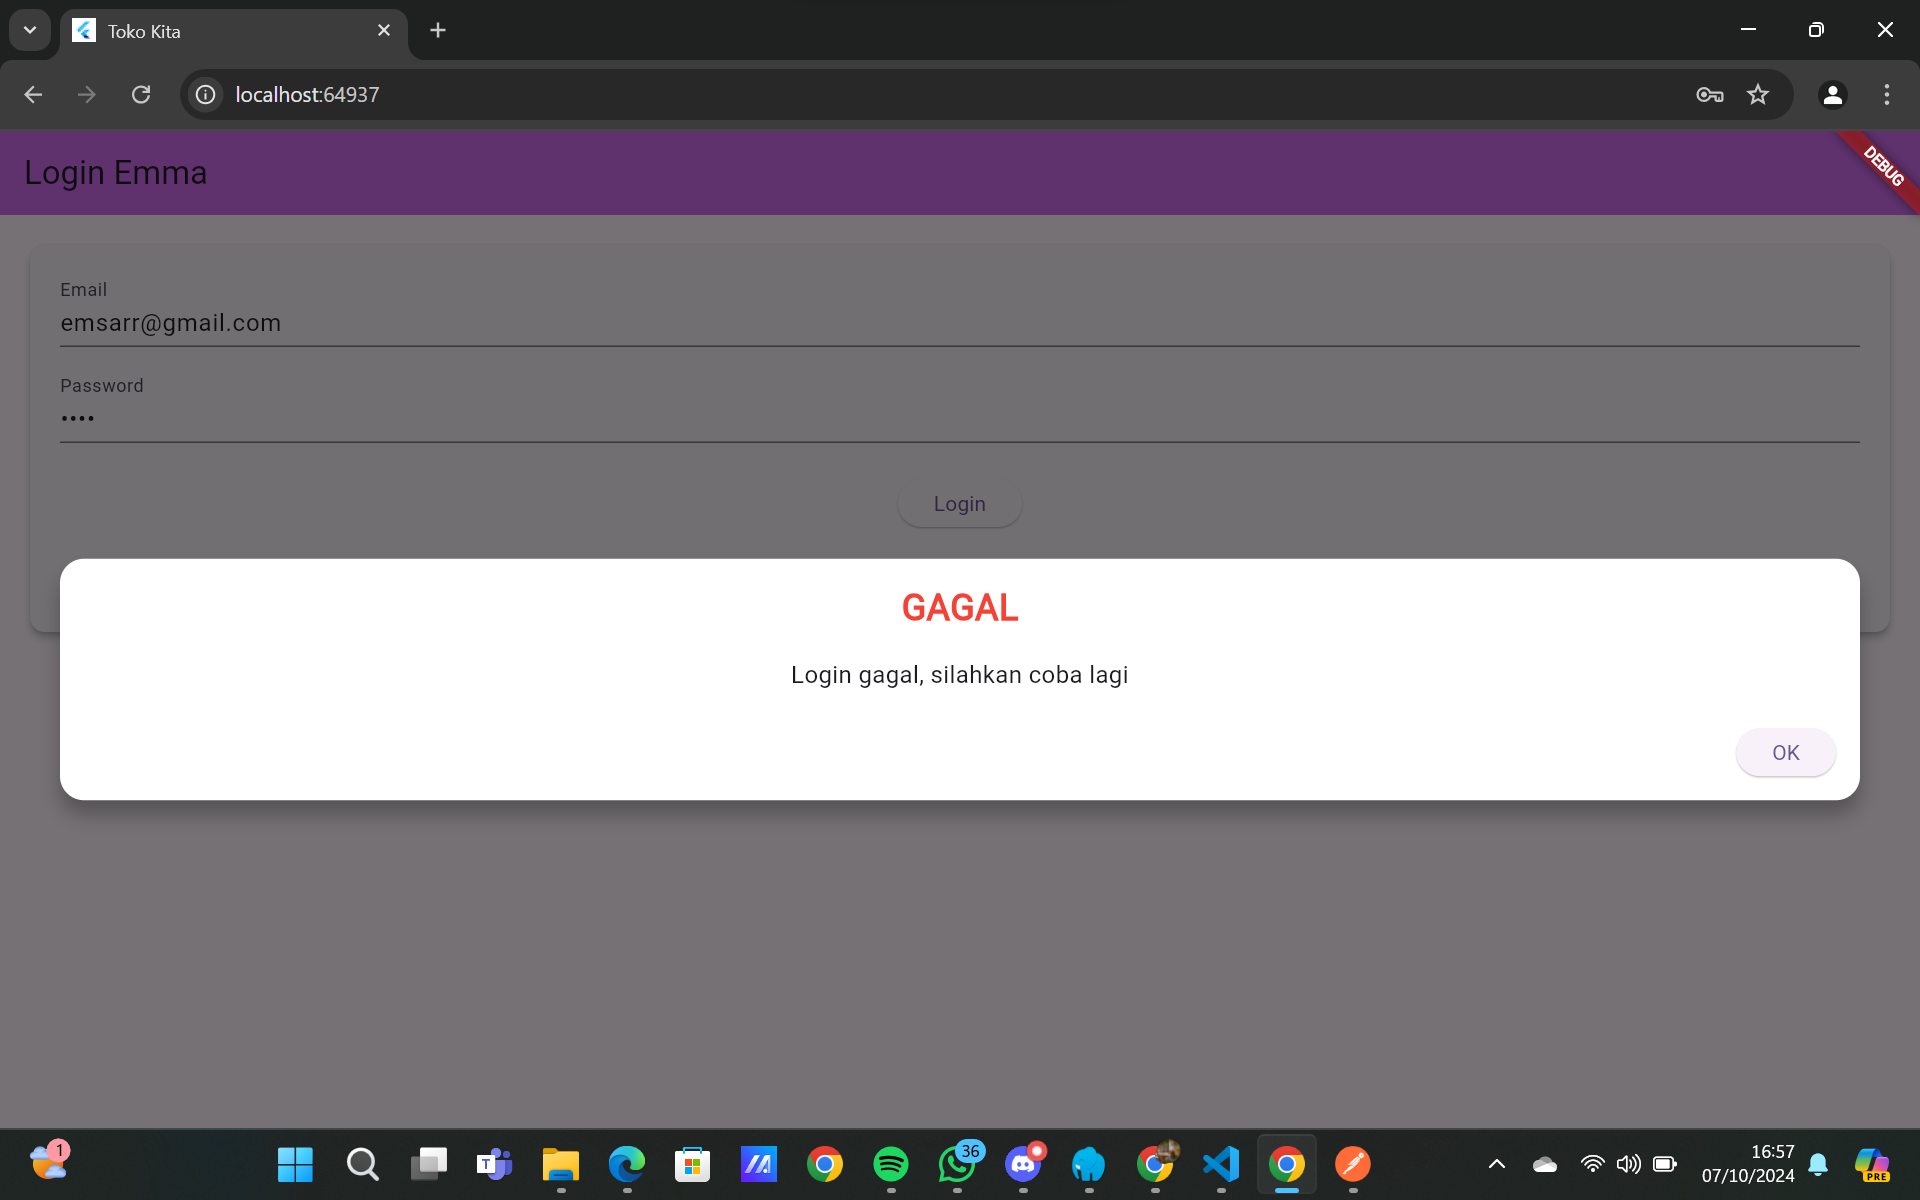 Toko Kita
localhost:64937
Login Emma
DEBUG
Email
emsarr@gmail.com
Password
••••
Login
GAGAL
Login gagal, silahkan coba lagi
OK
1
T
36
16:57
07/10/2024
PRE